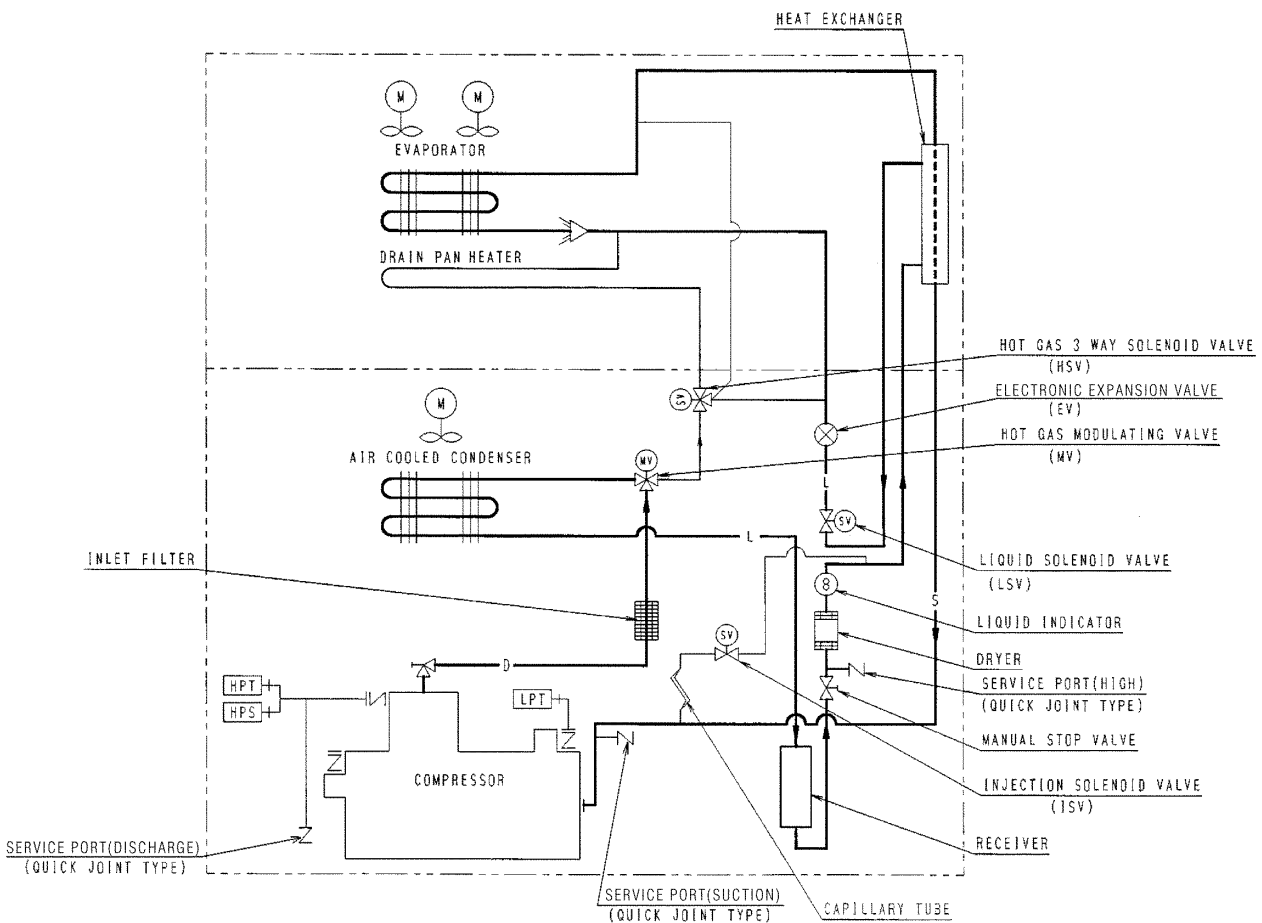 HEAT EXCHANGER
M
M
EVAPORATOR
DRAIN PAN HEATER
HOT GAS 3 WAY SOLENOID VALVE
(HSV)
SV
ELECTRONIC EXPANSION VALVE
(EV)
M
HOT GAS MODULATING VALVE
(MV)
AIR COOLED CONDENSER
MV
L
SV
L
INLET FILTER
LIQUID SOLENOID VALVE
(LSV)
8
S
LIQUID INDICATOR
SV
DRYER
D
HPT
HPS
LPT
SERVICE PORT(HIGH)
(QUICK JOINT TYPE)
MANUAL STOP VALVE
COMPRESSOR
INJECTION SOLENOID VALVE
(ISV)
RECEIVER
SERVICE PORT(DISCHARGE)
(QUICK JOINT TYPE)
SERVICE PORT(SUCTION)
(QUICK JOINT TYPE)
CAPILLARY TUBE